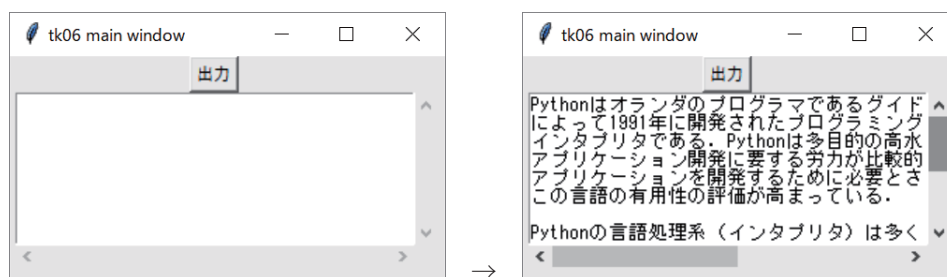 tk06 main window
出力
→
tk06 main window
出力
Pythonはオランダのプログラマであるグイド
によって1991年に開発されたプログラミング
インタプリタである．Pythonは多目的の高水
アプリケーション開発に要する労力が比較的
アプリケーションを開発するために必要とさ
この言語の有用性の評価が高まっている．
Pythonの言語処理系（インタプリタ）は多く